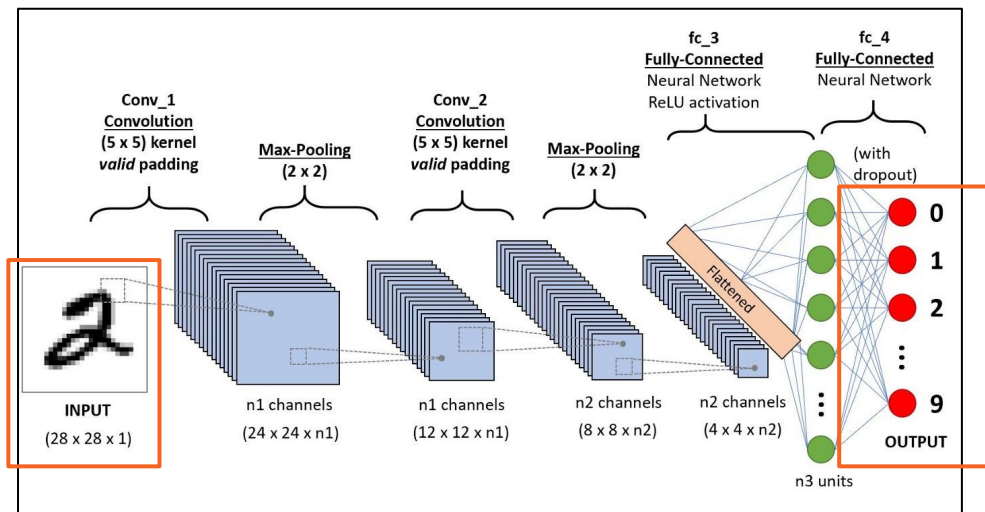 Conv_1
Convolution
(5 x 5) kernel
valid padding
Max-Pooling
(2 x 2)
Conv_2
Convolution
(5 x 5) kernel
valid padding
Max-Pooling
(2 x 2)
fc_3
Fully-Connected
Neural Network
ReLU activation
fc_4
Fully-Connected
Neural Network
(with
dropout)
Flattened
0
1
2
9
OUTPUT
2
INPUT
(28 x 28 x 1)
n1 channels
(24 x 24 x n1)
n1 channels
(12 x 12 x n1)
n2 channels
(8 x 8 x n2)
n2 channels
(4 x 4 x n2)
n3 units